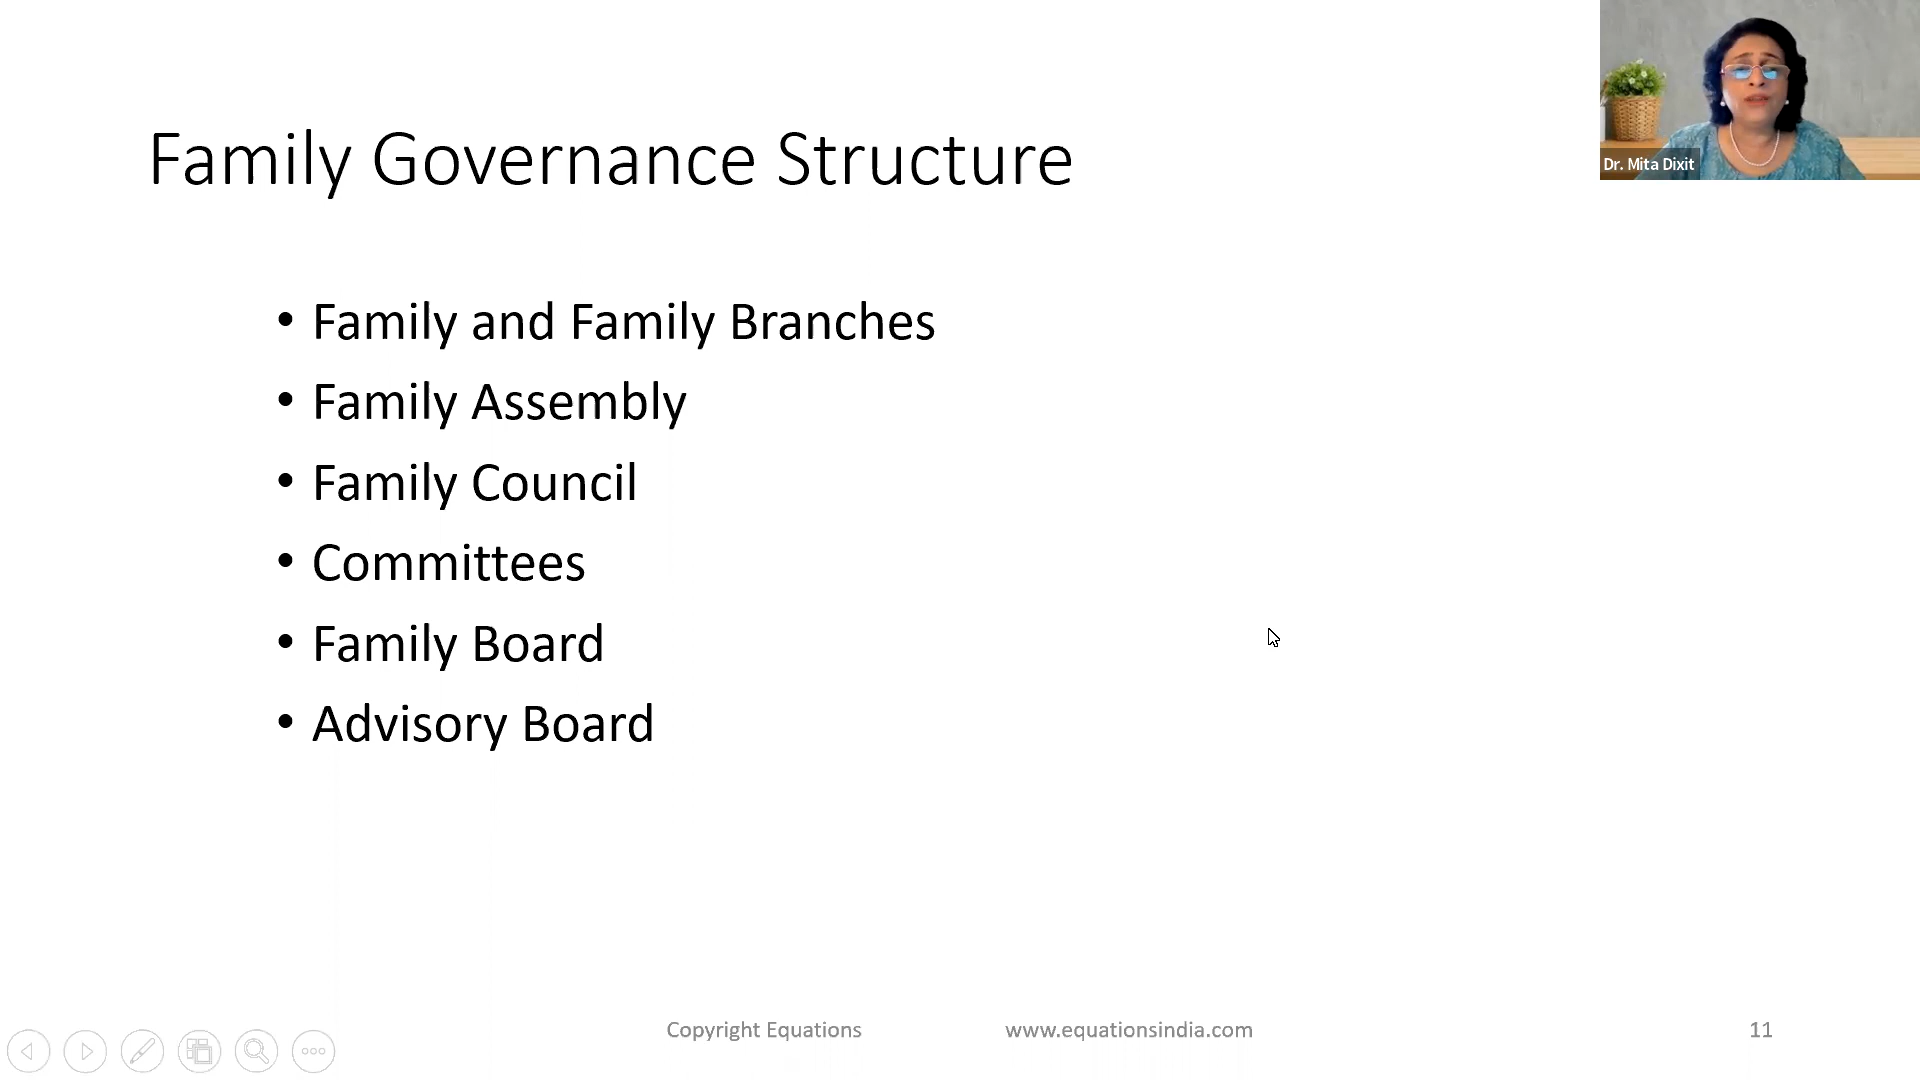 Dr. Mita Dixit
Family Governance Structure
• Family and Family Branches
• Family Assembly
• Family Council
• Committees
• Family Board
• Advisory Board
Copyright Equations
www.equationsindia.com
11